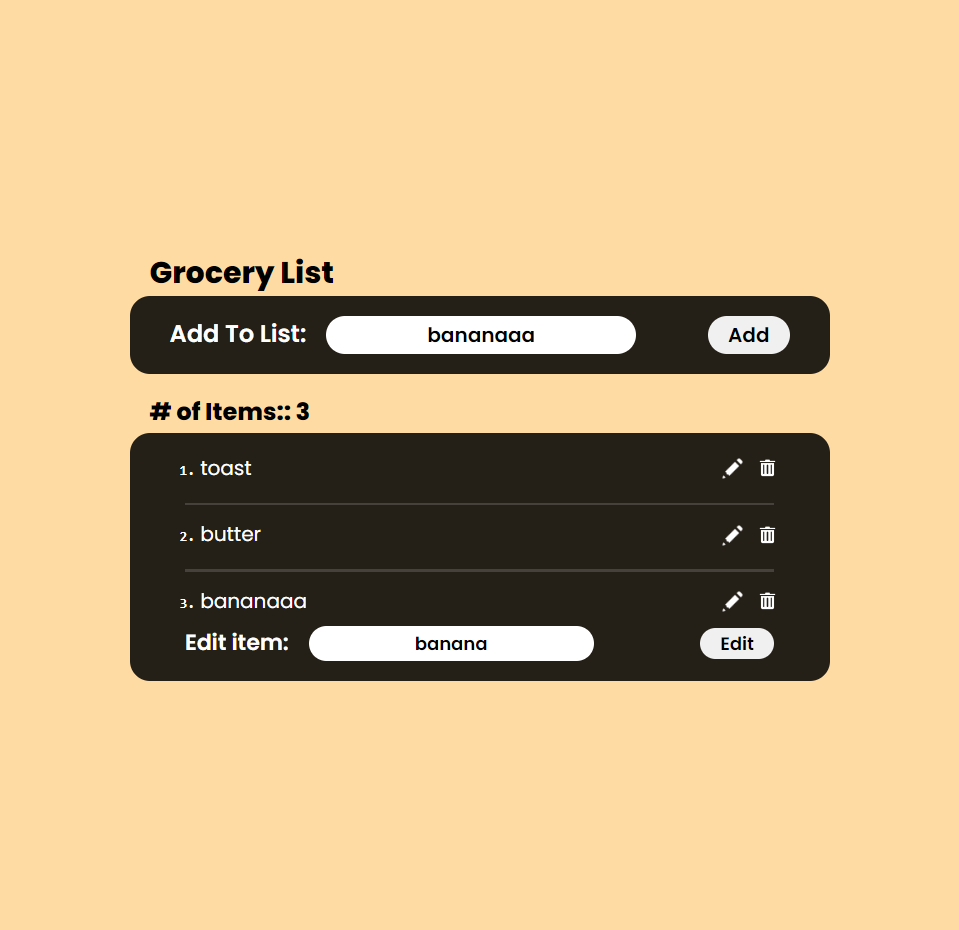 Grocery List
Add To List: bananaaa Add
# of Items:: 3
1. toast
2. butter
3. bananaaa
Edit item: banana Edit